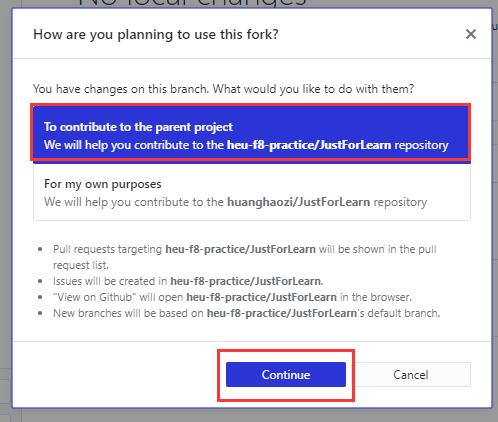 No local changes
How are you planning to use this fork?
You have changes on this branch. What would you like to do with them?
To contribute to the parent project
We will help you contribute to the heu-f8-practice/JustForLearn repository
For my own purposes
We will help you contribute to the huanghaozi/JustForLearn repository
Pull requests targeting heu-f8-practice/JustForLearn will be shown in the pull
request list.
Issues will be created in heu-f8-practice/JustForLearn.
"View on Github" will open heu-f8-practice/JustForLearn in the browser.
New branches will be based on heu-f8-practice/JustForLearn's default branch.
Continue
Cancel